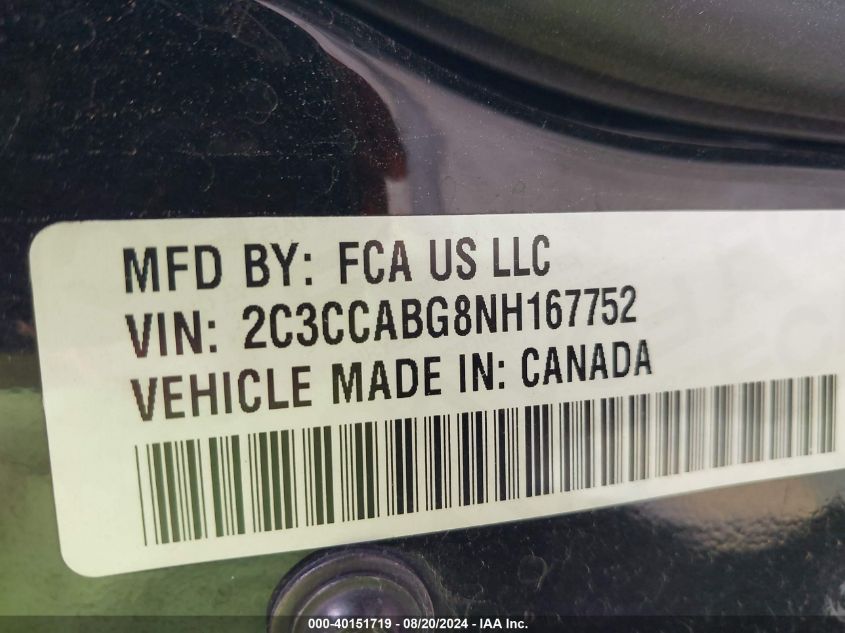 MFD BY: FCA US LLC
VIN: 2C3CCABG8NH167752
VEHICLE MADE IN: CANADA
000-40151719 - 08/20/2024 - IAA Inc.